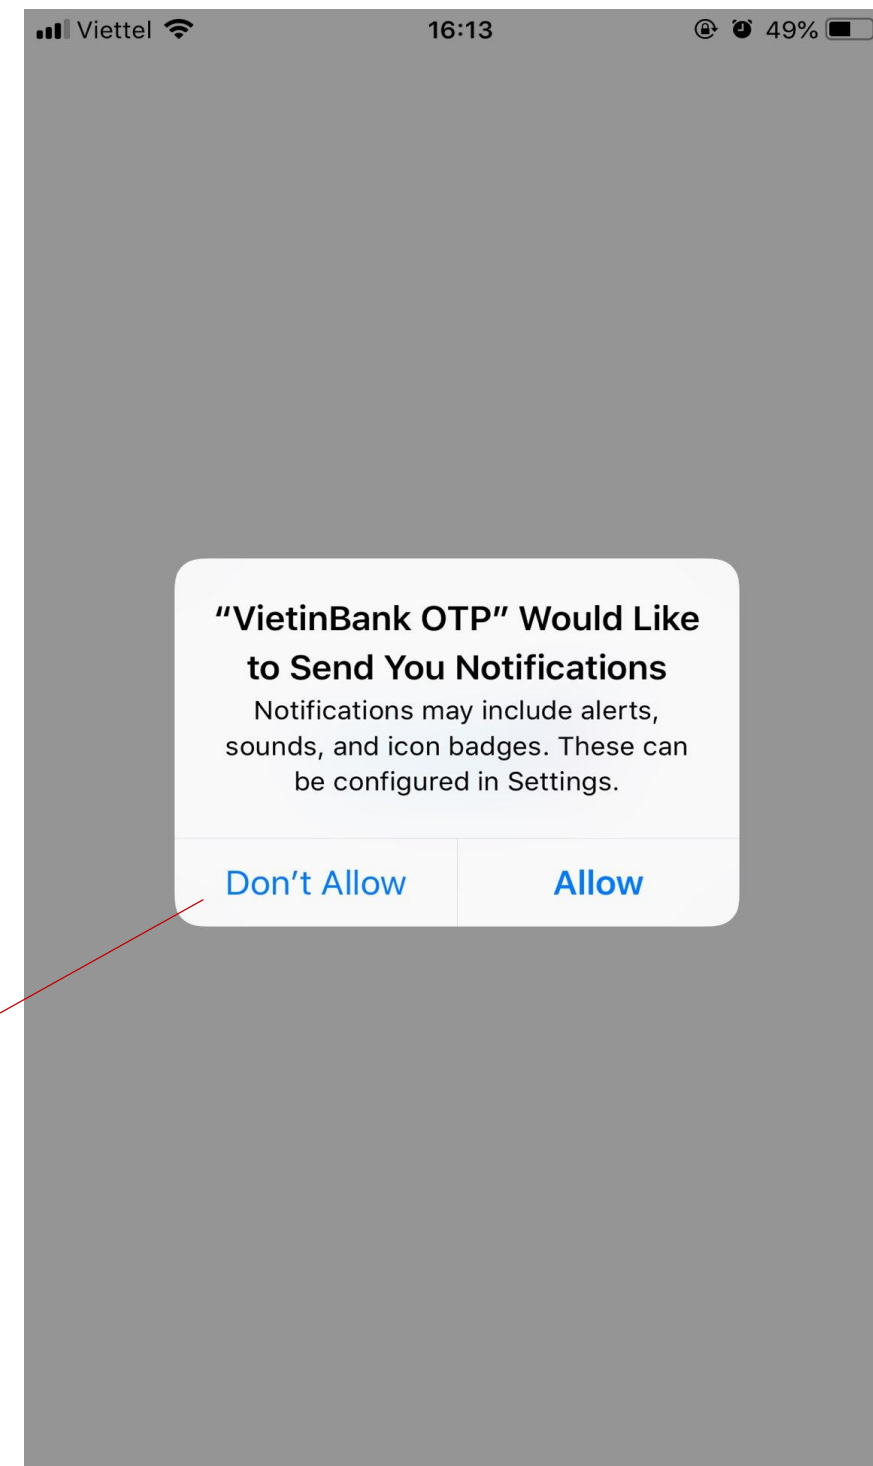 Viettel 16:13 49%
“VietinBank OTP” Would Like
to Send You Notifications
Notifications may include alerts,
sounds, and icon badges. These can
be configured in Settings.
Don’t Allow Allow